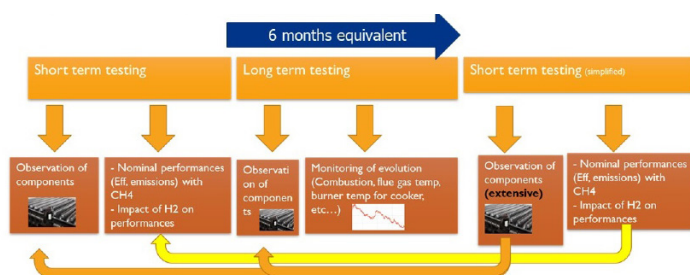 6 months equivalent
Short term testing
Long term testing
Short term testing (simplified)
Observation of
components
- Nominal performances
(Eff, emissions) with
CH4
- Impact of H2 on
performances
Observati
on of
componen
ts
Monitoring of evolution
(Combustion, flue gas temp,
burner temp for cooker,
etc…)
Observation of
components
(extensive)
- Nominal performances
(Eff, emissions) with
CH4
- Impact of H2 on
performances